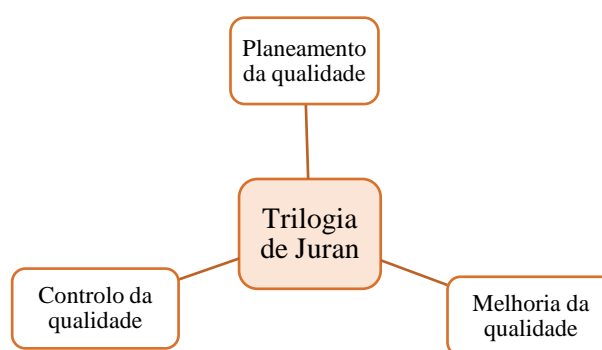 Planeamento
da qualidade
Trilogia
de Juran
Controlo da
qualidade
Melhoria da
qualidade